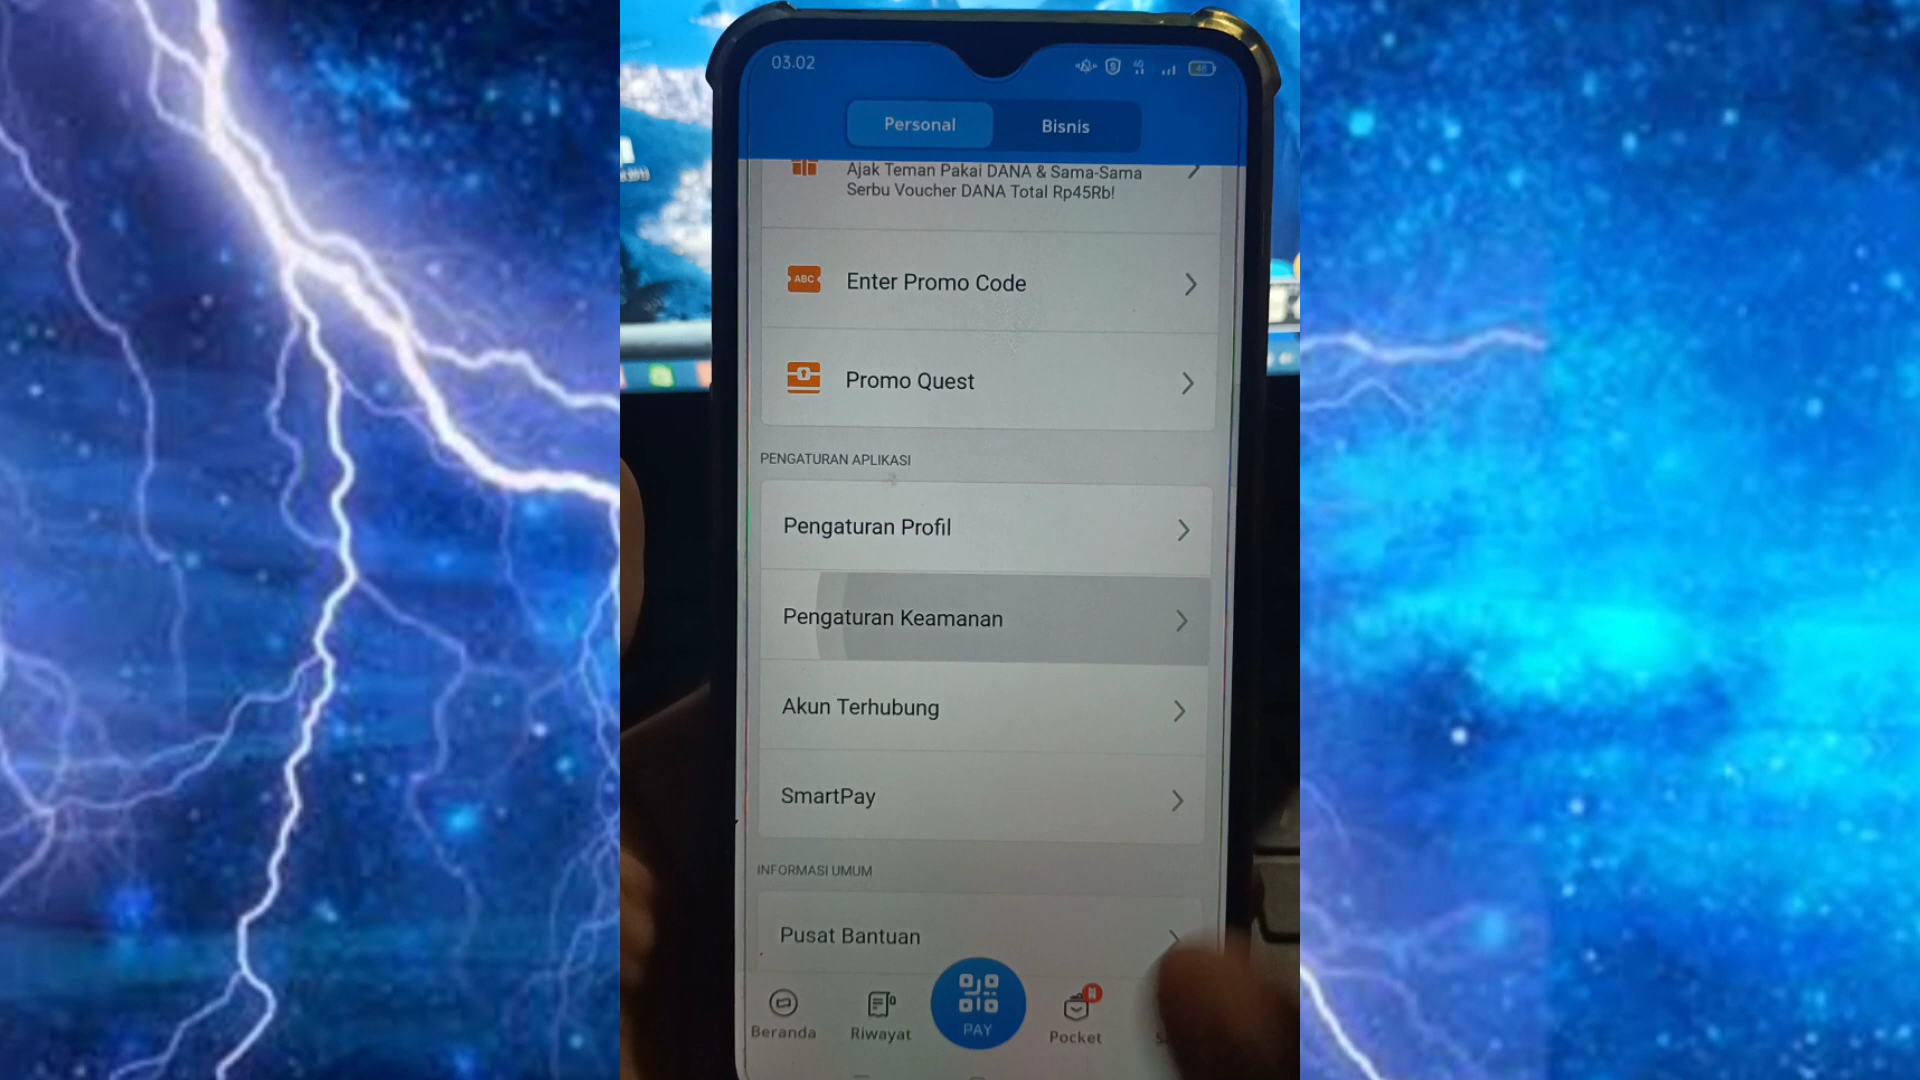 03.02
48
Personal
Bisnis
Ajak Teman Pakai DANA & Sama-Sama
Serbu Voucher DANA Total Rp45Rb!
ABC
Enter Promo Code
Promo Quest
PENGATURAN APLIKASI
Pengaturan Profil
Pengaturan Keamanan
Akun Terhubung
SmartPay
INFORMASI UMUM
Pusat Bantuan
Beranda
Riwayat
PAY
Pocket